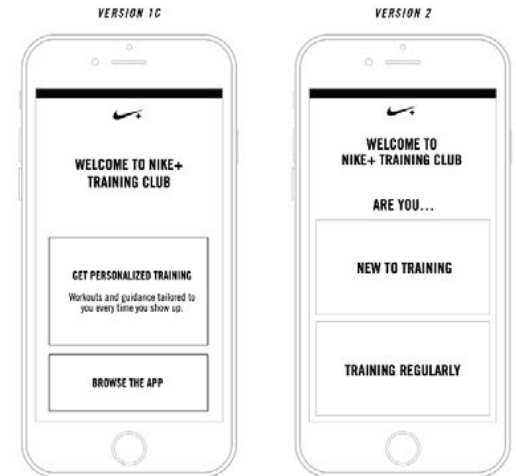 VERSION 1C
WELCOME TO NIKE+
TRAINING CLUB
GET PERSONALIZED TRAINING
Workouts and guidance tailored to
you every time you show up.
BROWSE THE APP
VERSION 2
WELCOME TO
NIKE+ TRAINING CLUB
ARE YOU...
NEW TO TRAINING
TRAINING REGULARLY